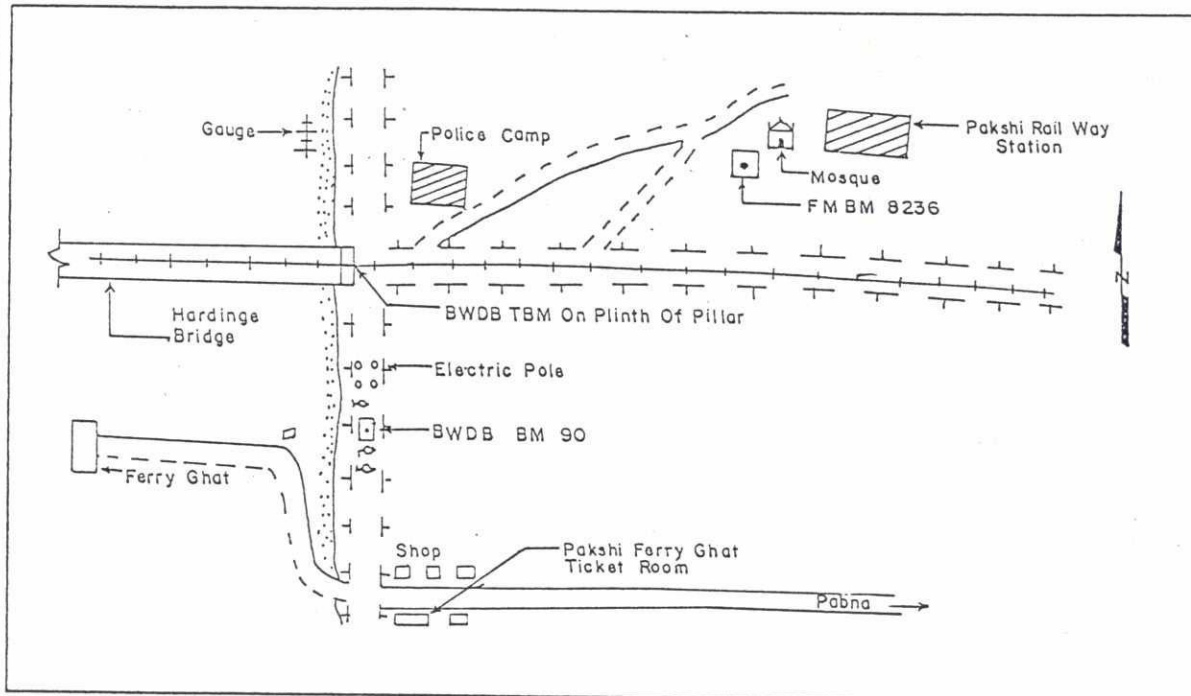 Gauge
Police Camp
Pakshi Rail Way
Station
Mosque
FM BM 8236
N
Hardinge
Bridge
BWDB TBM On Plinth Of Pillar
Electric Pole
BWDB BM 90
Ferry Ghat
Shop
Pakshi Ferry Ghat
Ticket Room
Pabna